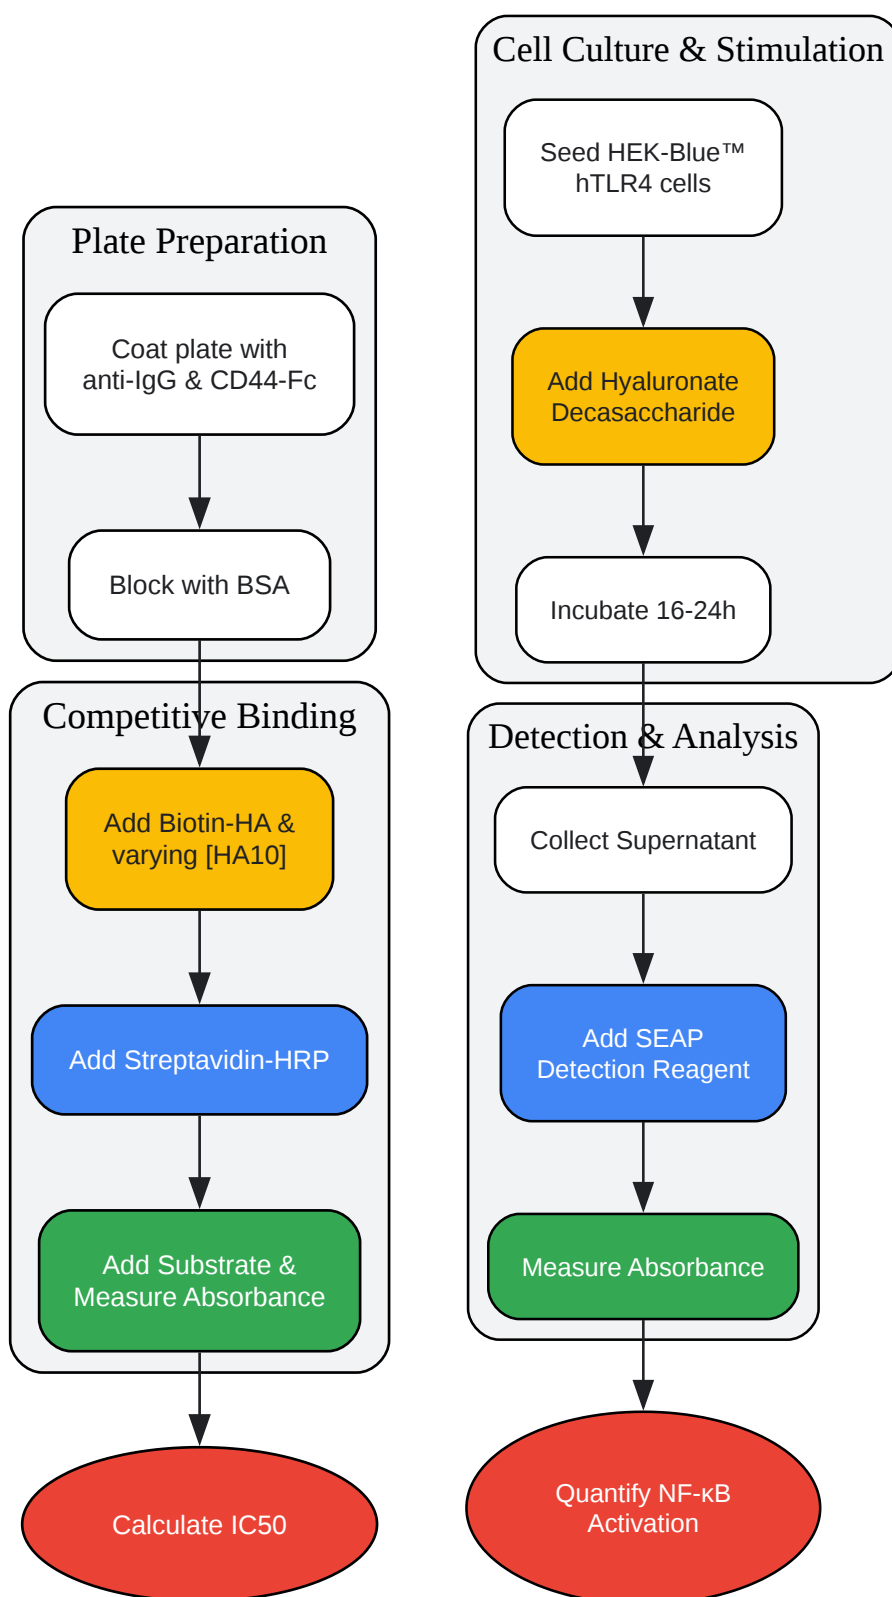 Plate Preparation
Coat plate with
anti-IgG & CD44-Fc
Block with BSA
Competitive Binding
Add Biotin-HA &
varying [HA10]
Add Streptavidin-HRP
Add Substrate &
Measure Absorbance
Calculate IC50
Cell Culture & Stimulation
Seed HEK-Blue™
hTLR4 cells
Add Hyaluronate
Decasaccharide
Incubate 16-24h
Detection & Analysis
Collect Supernatant
Add SEAP
Detection Reagent
Measure Absorbance
Quantify NF-κB
Activation